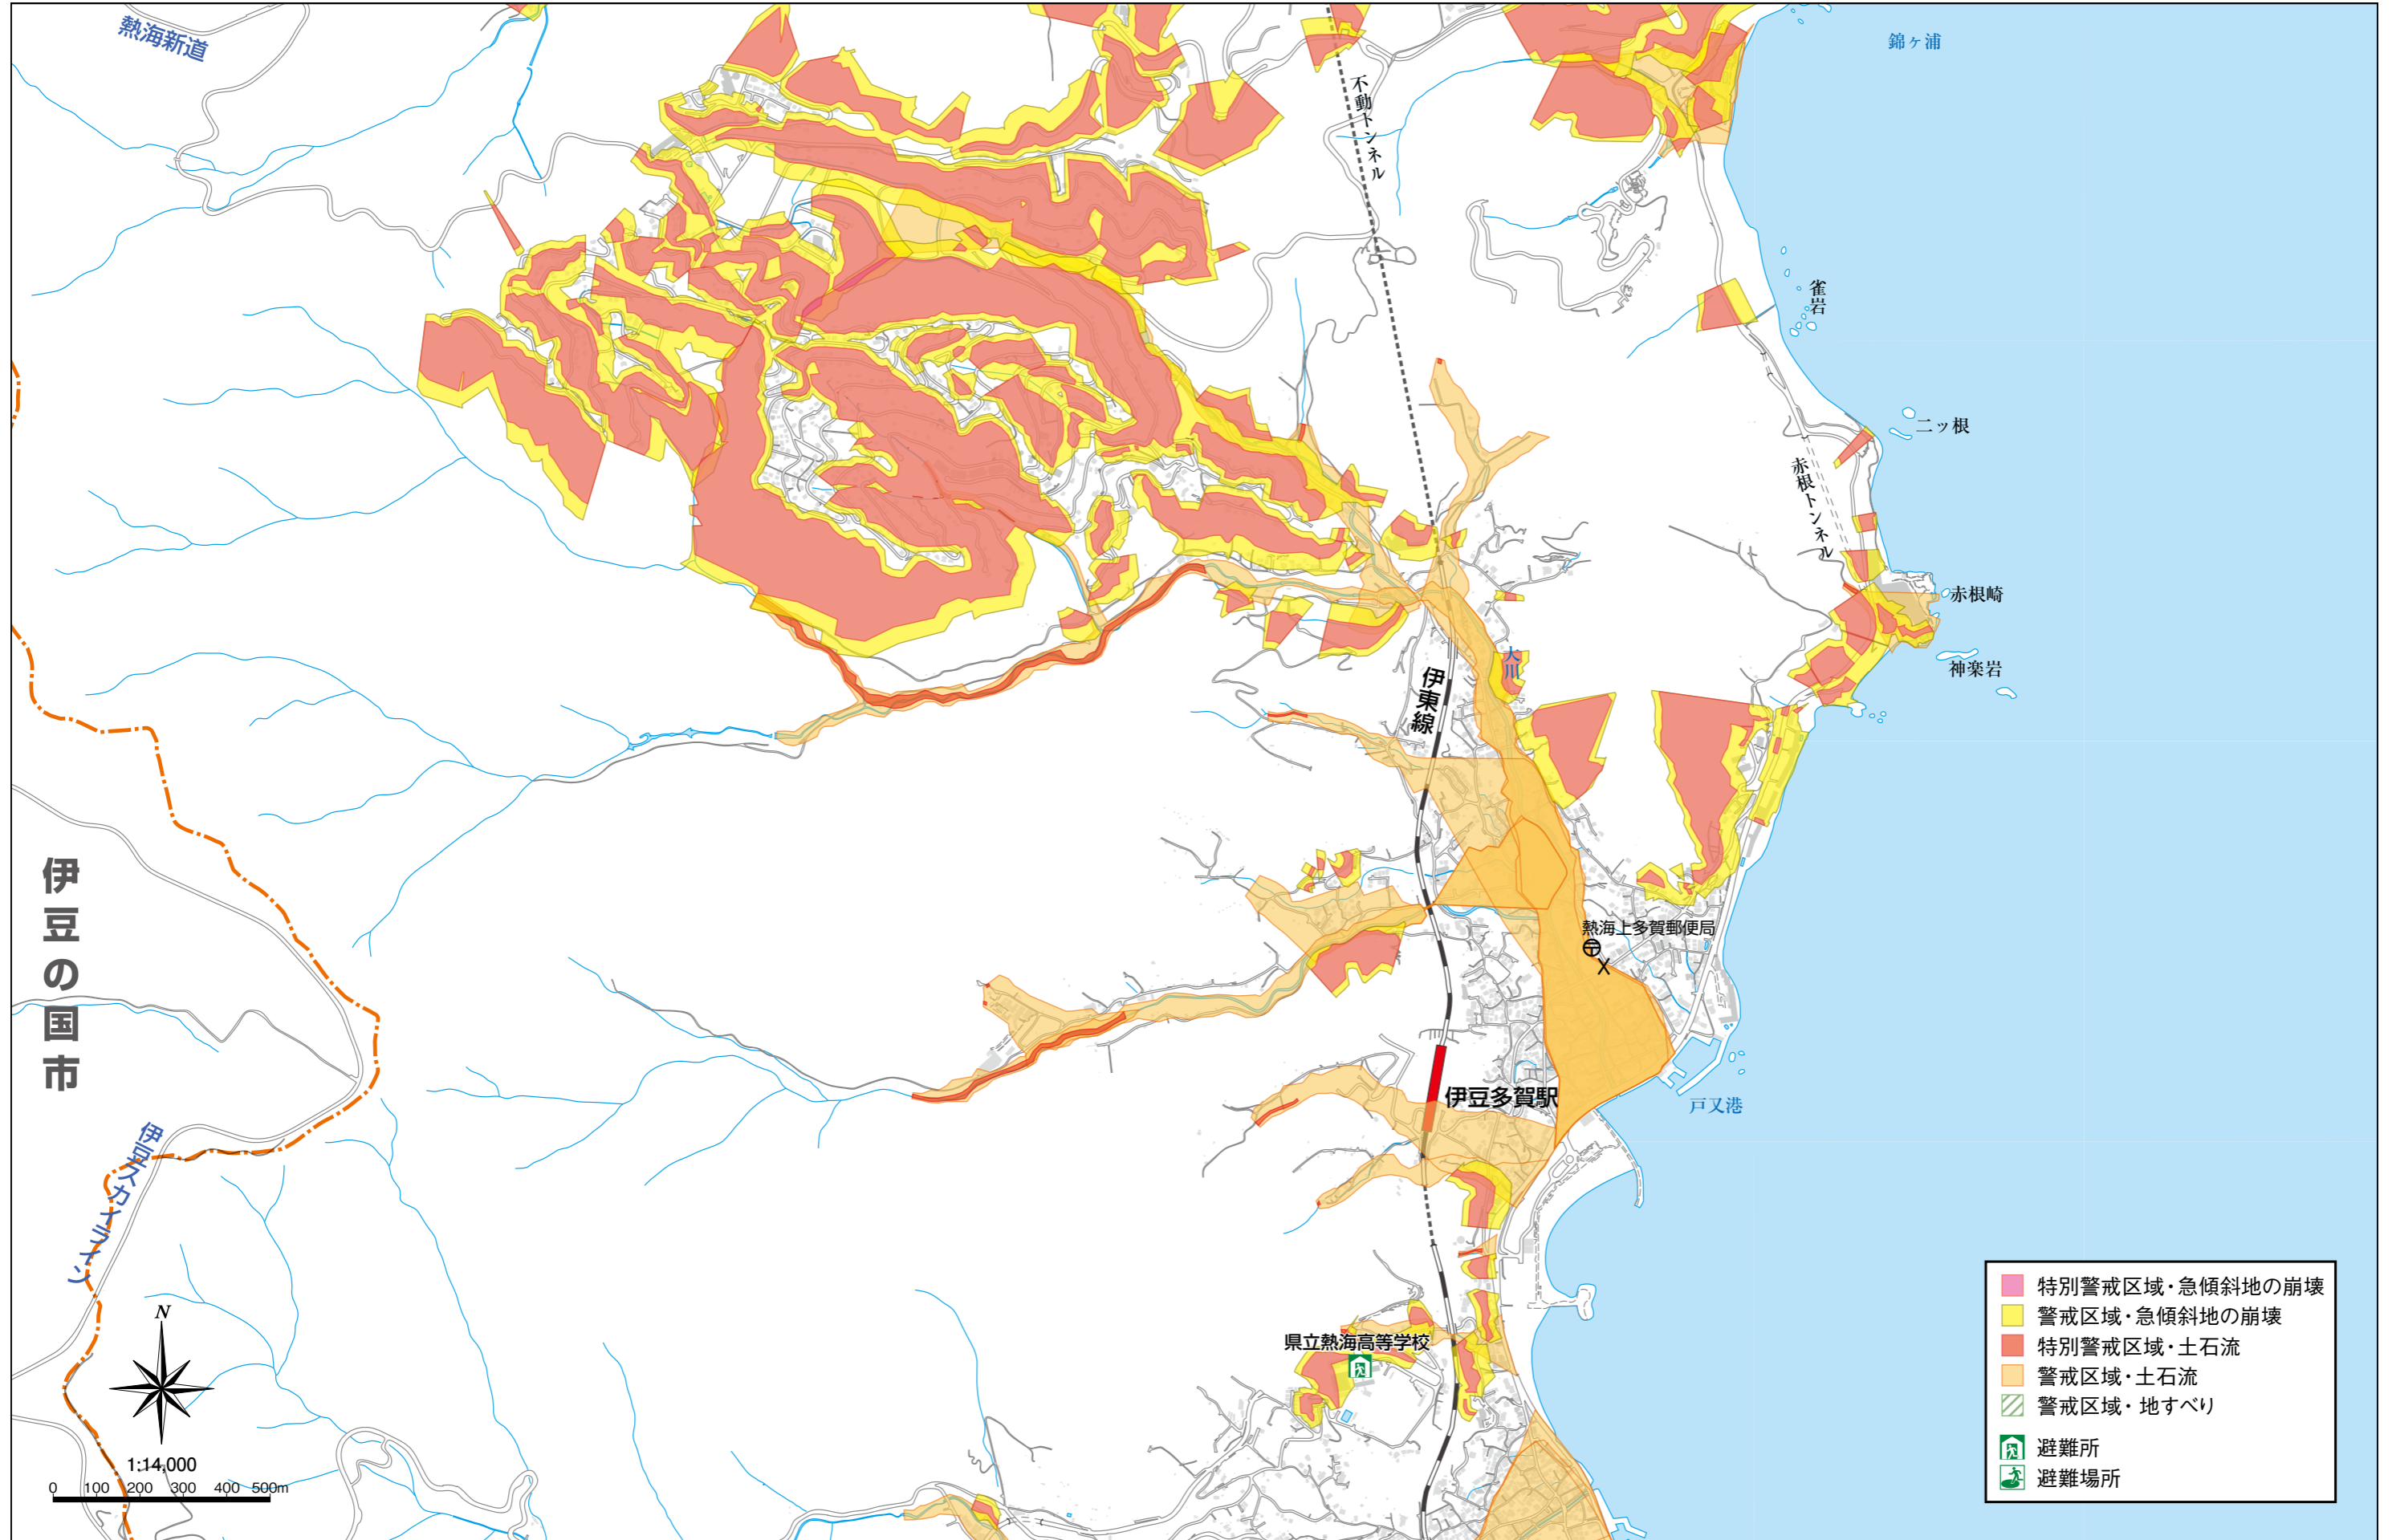 熱海新道
錦ヶ浦
不動トンネル
雀岩
二ッ根
赤根トンネル
赤根崎
神楽岩
大川
伊東線
伊豆の国市
熱海上多賀郵便局
伊豆多賀駅
戸又港
伊豆スカイライン
県立熱海高等学校
N
1:14,000
0 100 200 300 400 500m
特別警戒区域・急傾斜地の崩壊
警戒区域・急傾斜地の崩壊
特別警戒区域・土石流
警戒区域・土石流
警戒区域・地すべり
避難所
避難場所